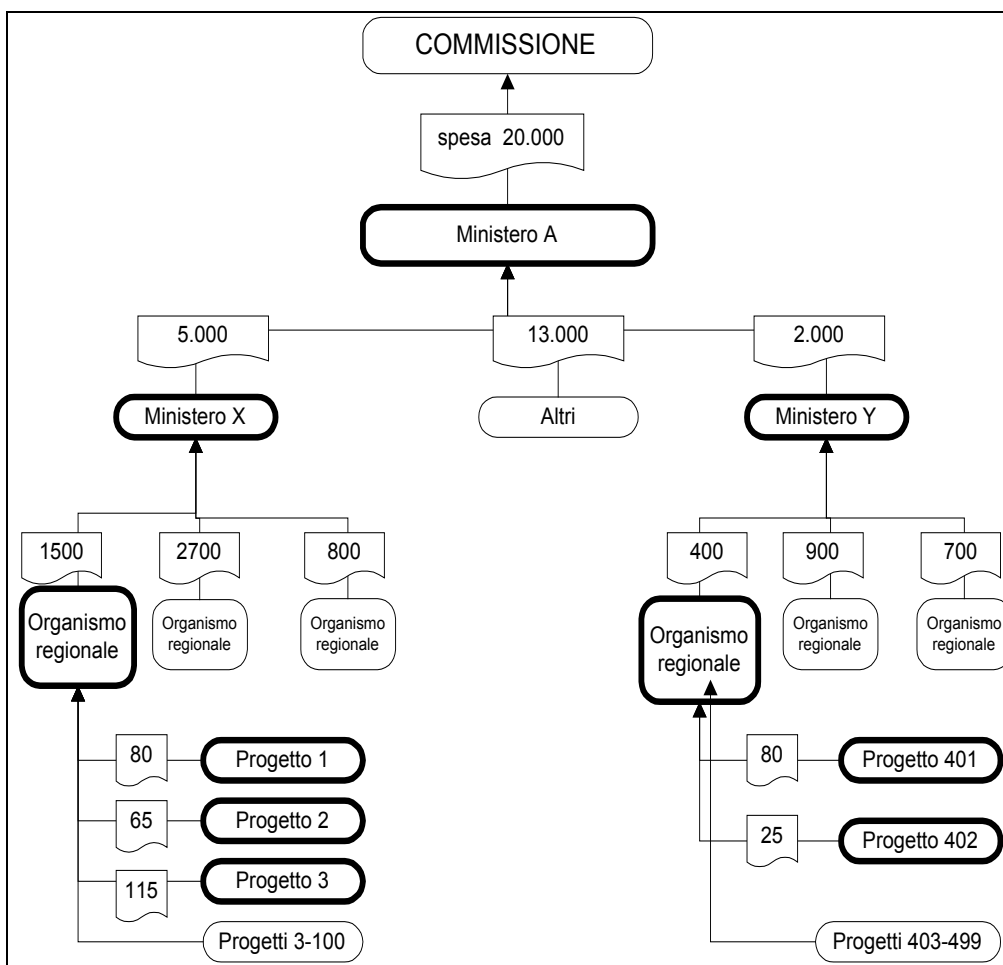 COMMISSIONE
spesa 20.000
Ministero A
5.000
13.000
2.000
Ministero X
Altri
Ministero Y
1500
2700
800
400
900
700
Organismo
regionale
Organismo
regionale
Organismo
regionale
Organismo
regionale
Organismo
regionale
Organismo
regionale
80
Progetto 1
65
Progetto 2
115
Progetto 3
Progetti 3-100
80
Progetto 401
25
Progetto 402
Progetti 403-499